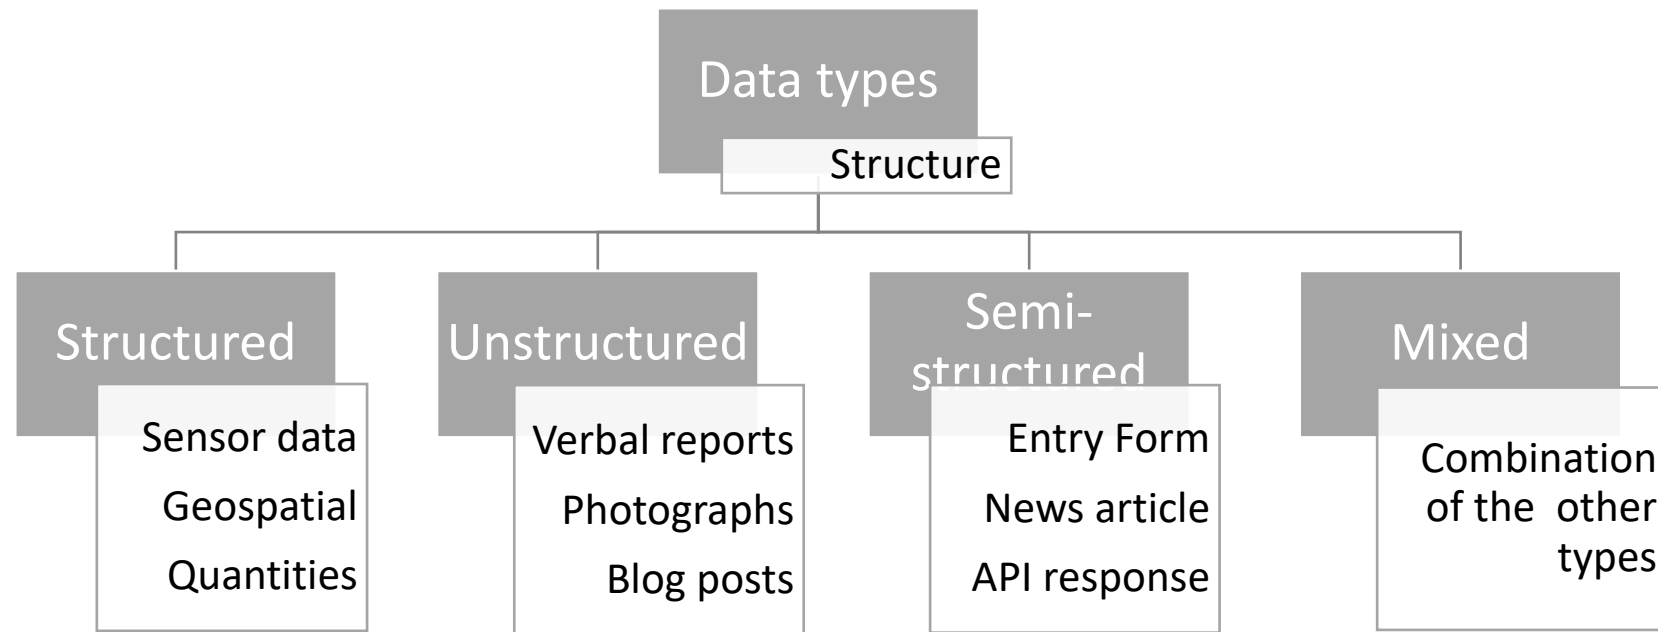 Data types
Structure
Structured
Sensor data
Geospatial
Quantities
Unstructured
Verbal reports
Photographs
Blog posts
Semi-
structured
Entry Form
News article
API response
Mixed
Combination
of the  other
types